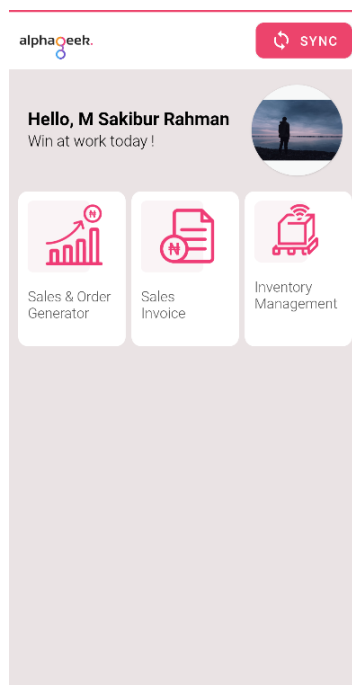 alphageek.
SYNC
Hello, M Sakibur Rahman
Win at work today !
₦
₦
Sales & Order
Generator
Sales
Invoice
Inventory
Management